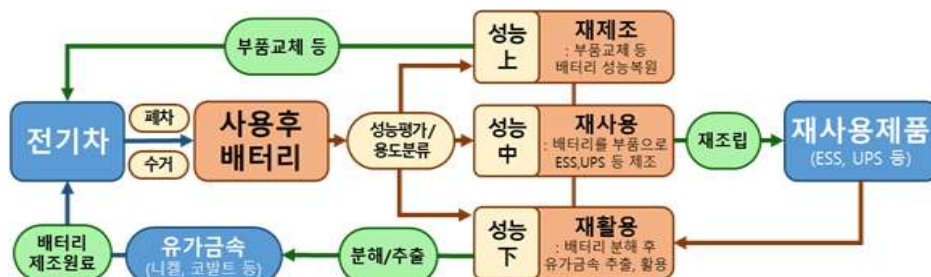 부품교체 등
성능
上
재제조
: 부품교체 등
배터리 성능복원
전기차
폐차
수거
사용후
배터리
성능평가/
용도분류
성능
中
재사용
: 배터리를 부품으로
ESS,UPS 등 제조
재조립
재사용제품
(ESS, UPS 등)
배터리
제조원료
유가금속
(니켈, 코발트 등)
분해/추출
성능
下
재활용
: 배터리 분해 후
유가금속 추출, 활용